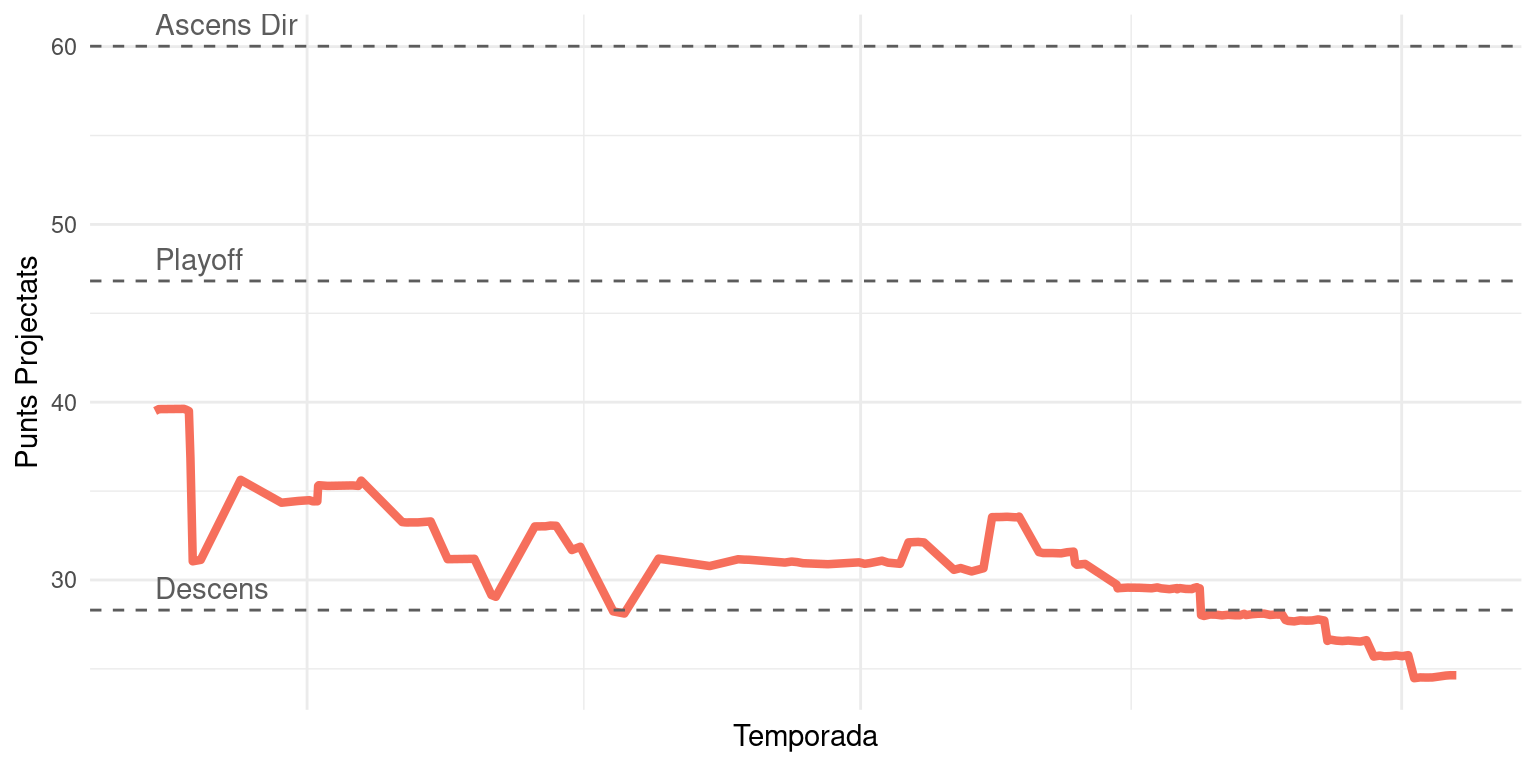 Ascens Dir
60
50
Playoff
Punts Projectats
40
30
Descens
Temporada